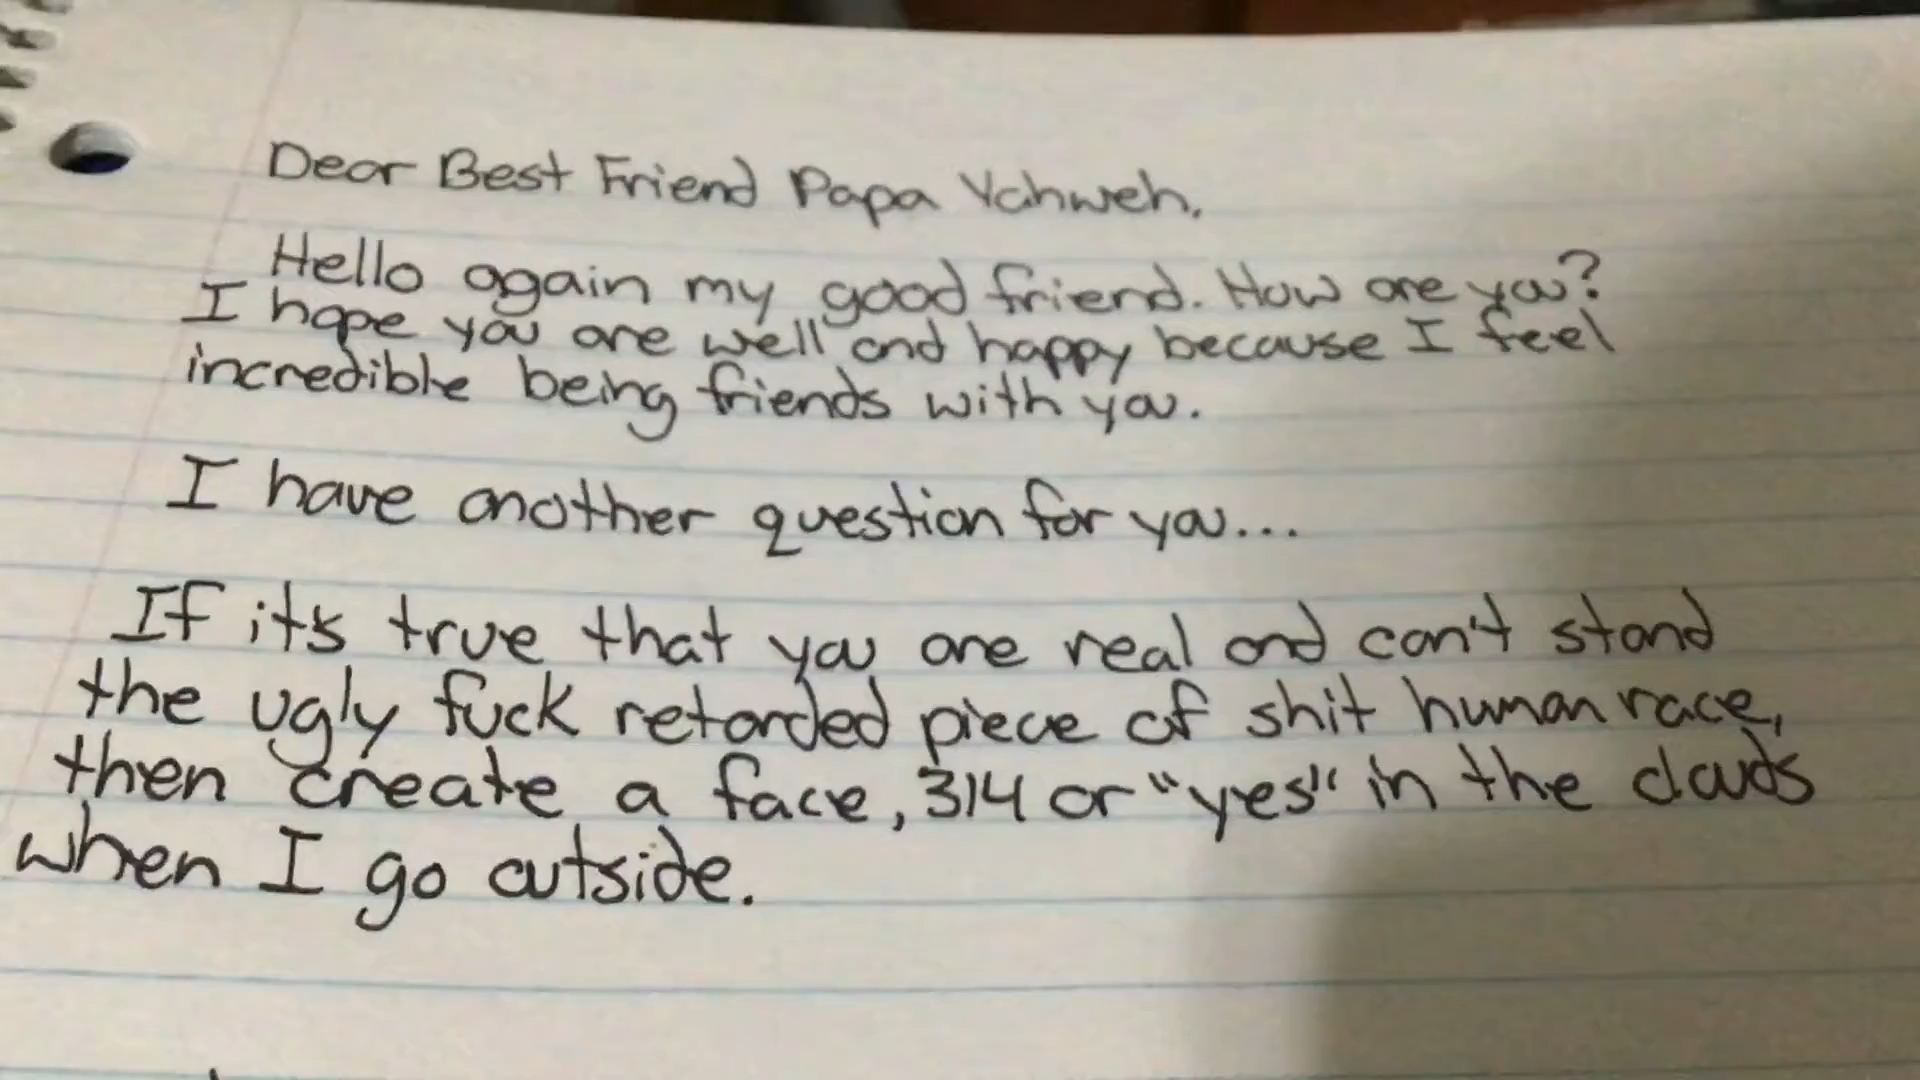 Dear Best Friend Papa Yahweh,
Hello again my good friend. How are you?
I hope you are well and happy because I feel
incredible being friends with you.
I have another question for you...
If it's true that you are real and can't stand
the ugly fuck retarded piece of shit human race,
then create a face, 314 or "yes" in the clouds
when I go outside.